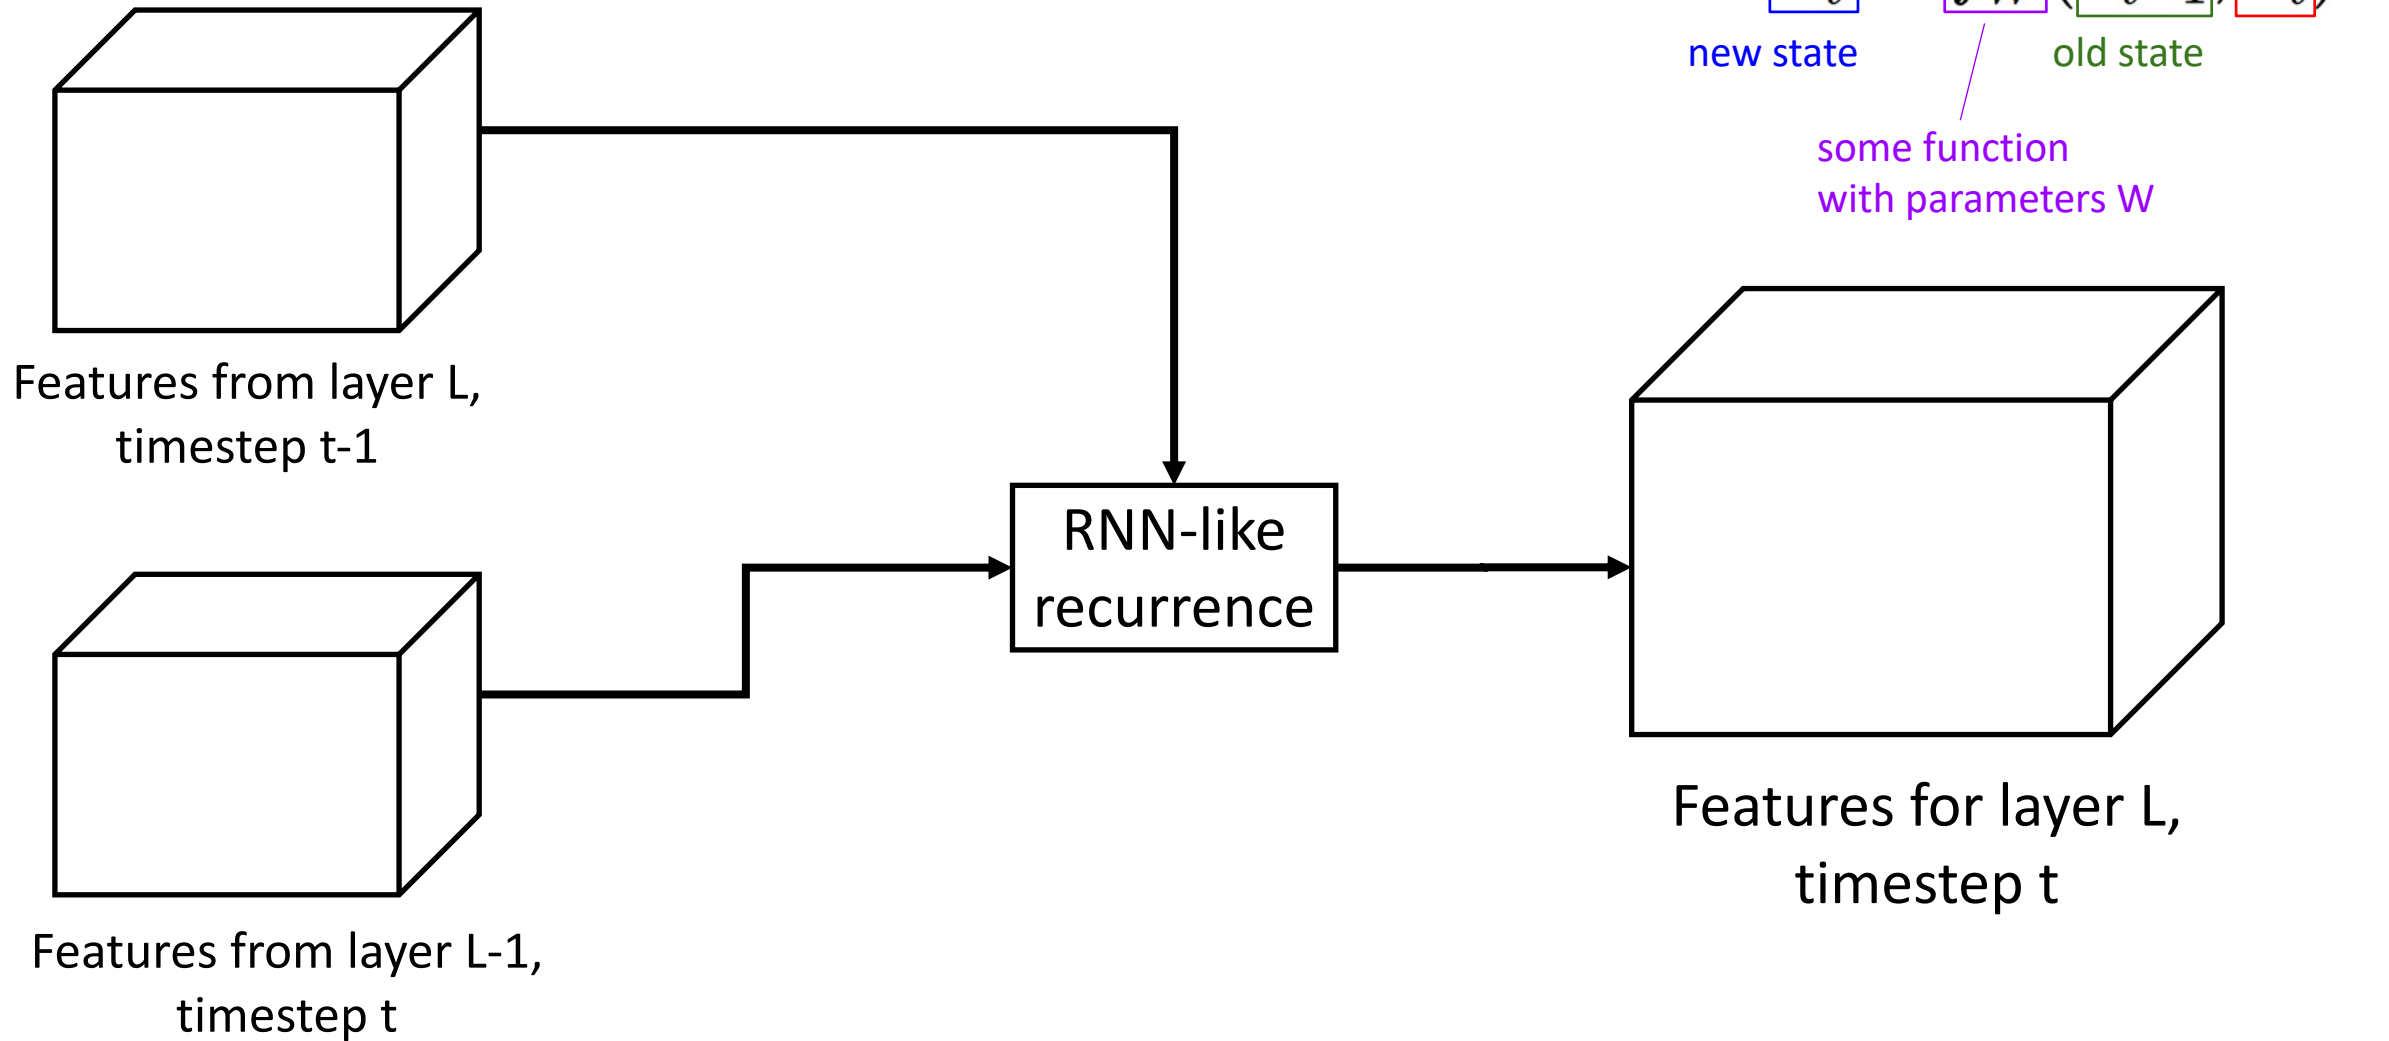 new state
old state
some function
with parameters W
Features from layer L,
timestep t-1
RNN-like
recurrence
Features from layer L-1,
timestep t
Features for layer L,
timestep t